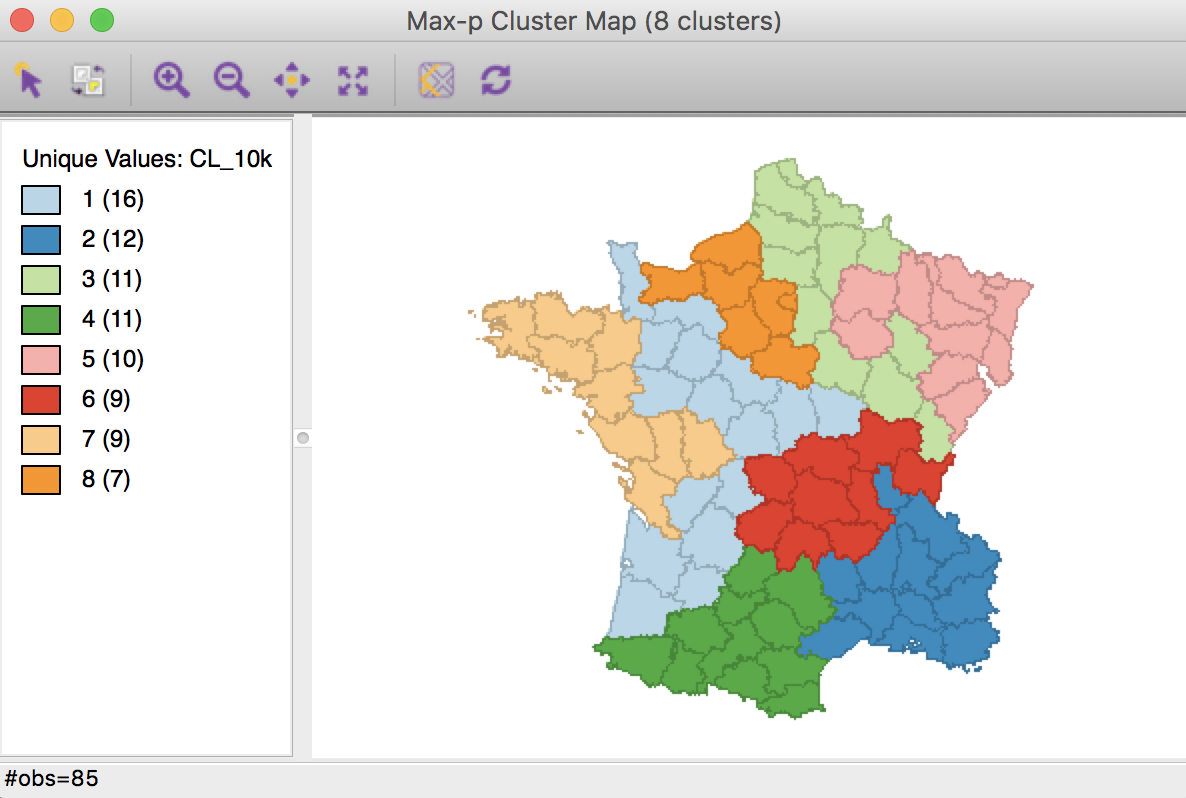 Max-p Cluster Map (8 clusters)
Unique Values: CL_10k
1 (16)
2 (12)
3 (11)
4 (11)
5 (10)
6 (9)
7 (9)
8 (7)
#obs=85